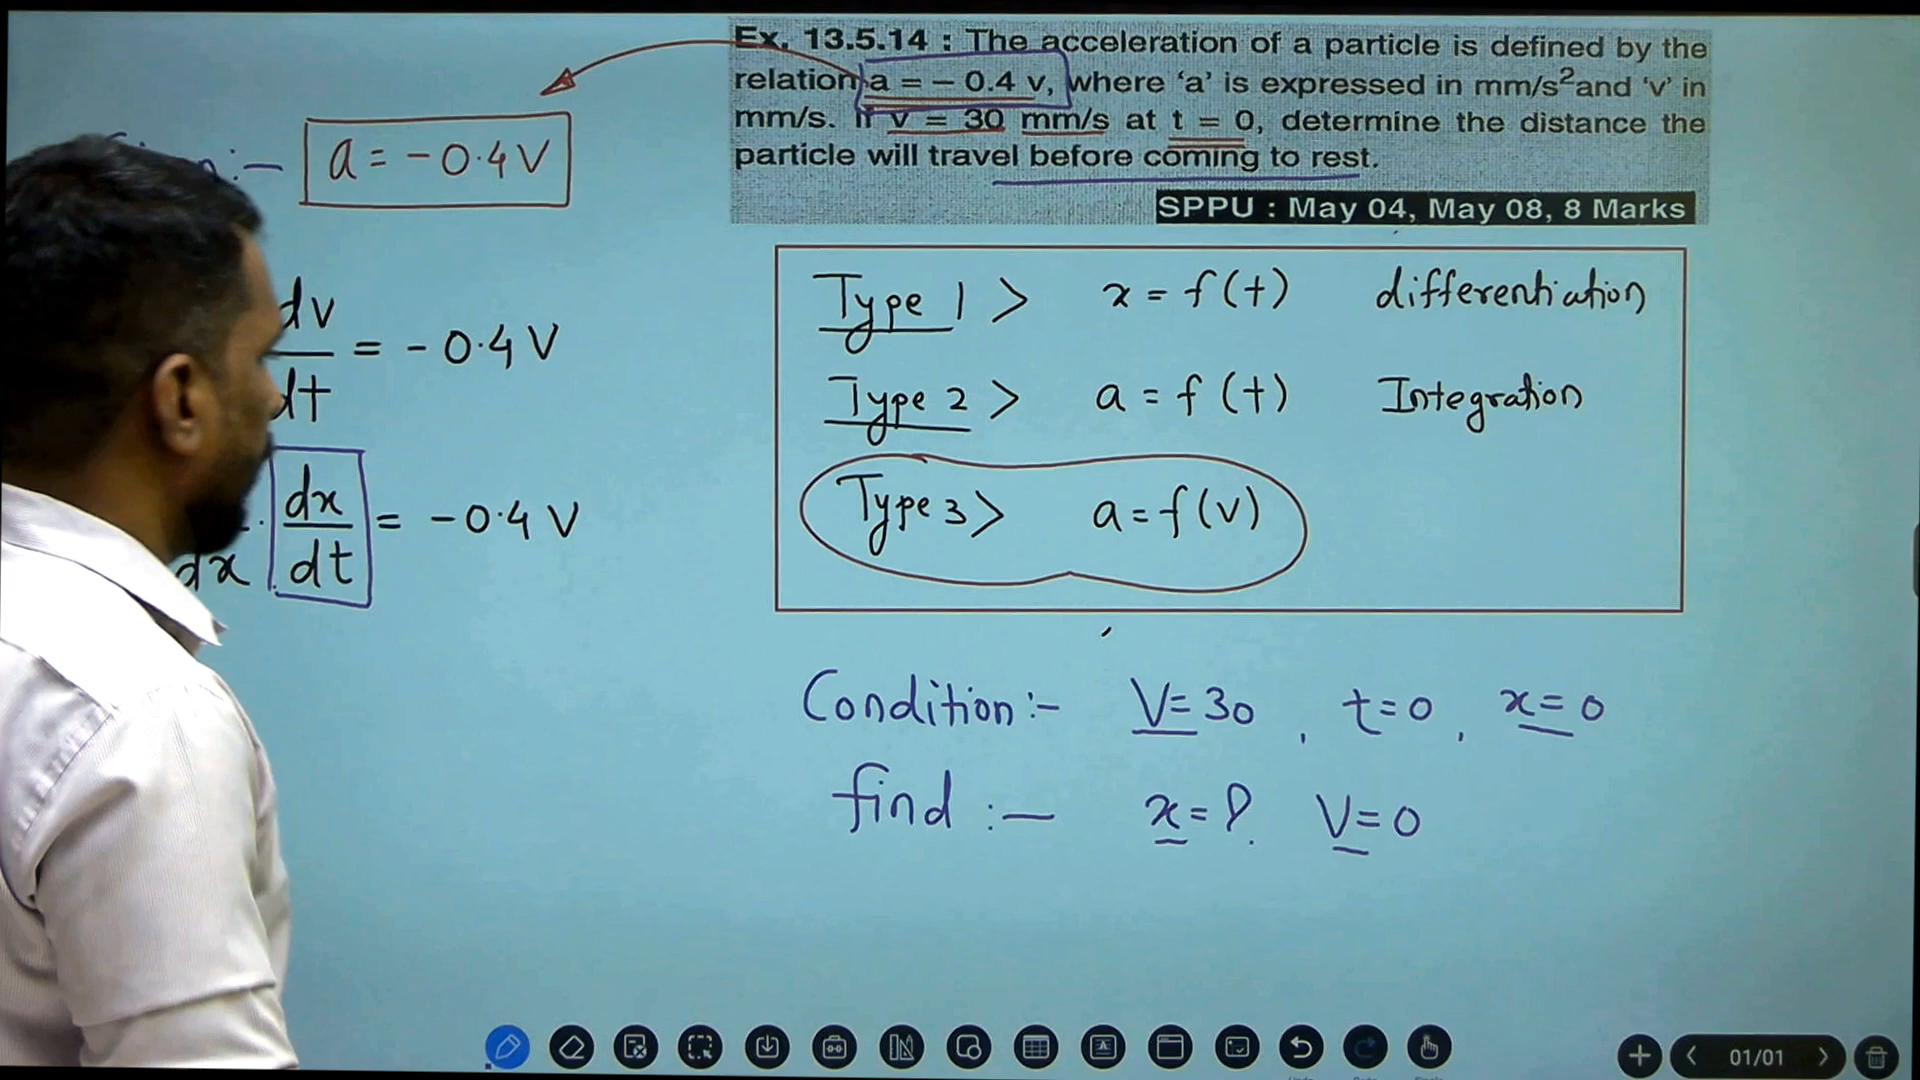 Ex. 13.5.14 : The acceleration of a particle is defined by the
relation a = – 0.4 v, where ‘a’ is expressed in mm/s²and ‘v’ in
mm/s. If v = 30 mm/s at t = 0, determine the distance the
particle will travel before coming to rest.
SPPU : May 04, May 08, 8 Marks
:- a = -0.4V
dv/dt = -0.4V
dx . dx/dt = -0.4V
Type 1 > x = f(t) differentiation
Type 2 > a = f(t) Integration
Type 3 > a = f(v)
Condition :- V = 30 , t = 0 , x = 0
find :- x = ? V = 0
01/01